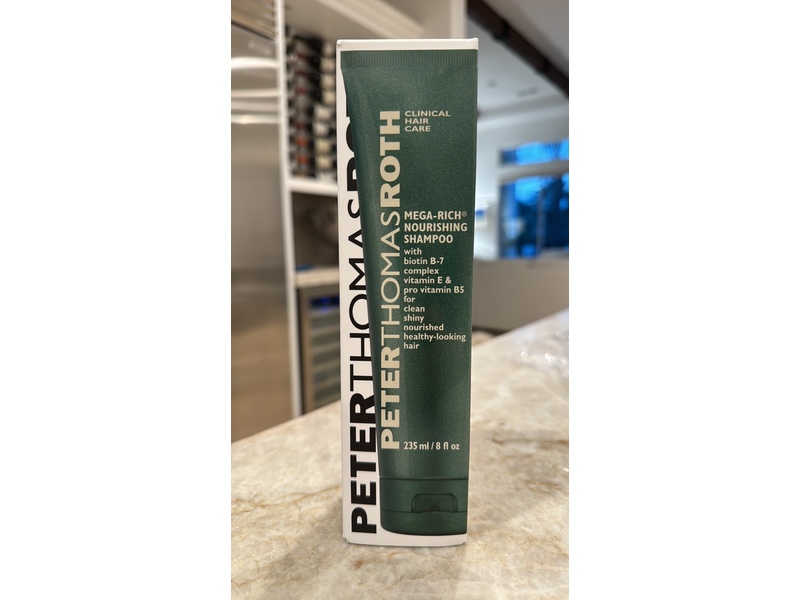 PETERTHOMASRO
PETERTHOMASROTH
CLINICAL
HAIR
CARE
MEGA-RICH®
NOURISHING
SHAMPOO
with
biotin B-7
complex
vitamin E &
pro vitamin B5
for
clean
shiny
nourished
healthy-looking
hair
235 ml / 8 fl oz